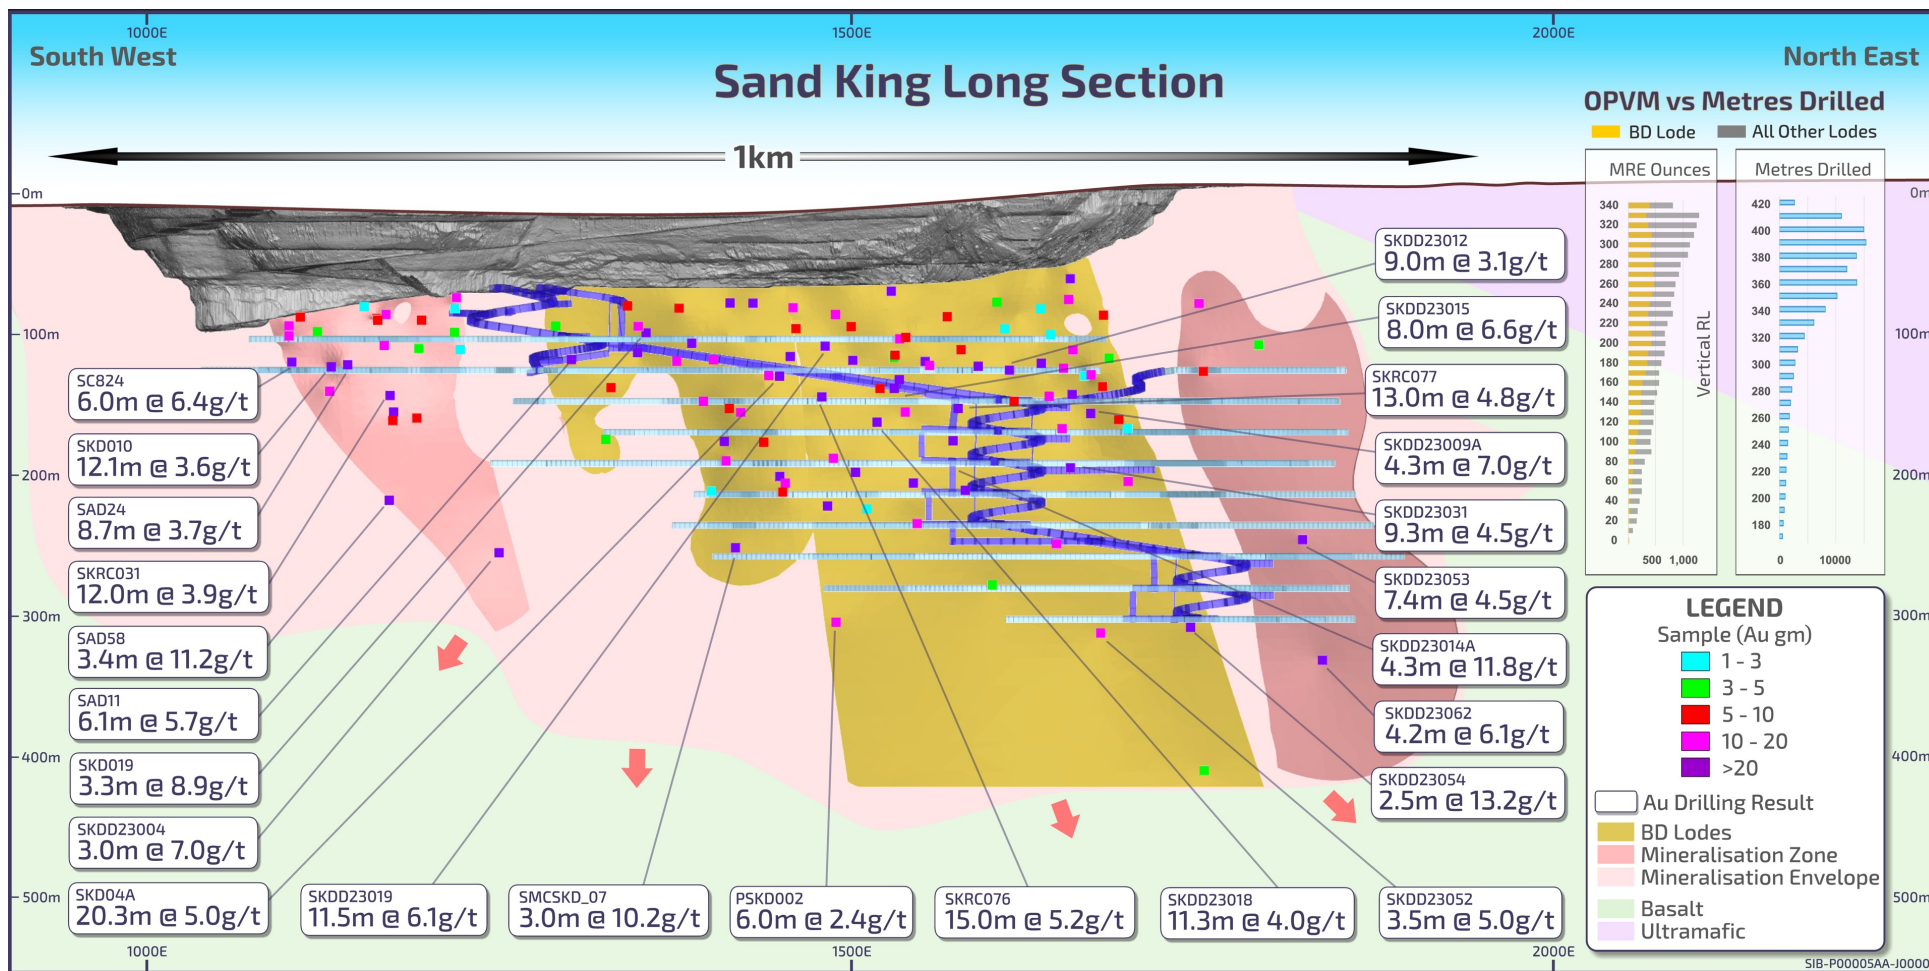 1000E
1500E
2000E
South West
North East
Sand King Long Section
1km
OPVM vs Metres Drilled
BD Lode
All Other Lodes
MRE Ounces
340
320
300
280
260
240
220
200
180
160
140
120
100
80
60
40
20
0
500 1,000
Vertical RL
Metres Drilled
420
400
380
360
340
320
300
280
260
240
220
200
180
0 10000
0m
100m
200m
300m
400m
500m
0m
100m
200m
300m
400m
500m
SC824
6.0m @ 6.4g/t
SKD010
12.1m @ 3.6g/t
SAD24
8.7m @ 3.7g/t
SKRC031
12.0m @ 3.9g/t
SAD58
3.4m @ 11.2g/t
SAD11
6.1m @ 5.7g/t
SKD019
3.3m @ 8.9g/t
SKDD23004
3.0m @ 7.0g/t
SKD04A
20.3m @ 5.0g/t
SKDD23019
11.5m @ 6.1g/t
SMCSKD_07
3.0m @ 10.2g/t
PSKD002
6.0m @ 2.4g/t
SKRC076
15.0m @ 5.2g/t
SKDD23018
11.3m @ 4.0g/t
SKDD23052
3.5m @ 5.0g/t
SKDD23012
9.0m @ 3.1g/t
SKDD23015
8.0m @ 6.6g/t
SKRC077
13.0m @ 4.8g/t
SKDD23009A
4.3m @ 7.0g/t
SKDD23031
9.3m @ 4.5g/t
SKDD23053
7.4m @ 4.5g/t
SKDD23014A
4.3m @ 11.8g/t
SKDD23062
4.2m @ 6.1g/t
SKDD23054
2.5m @ 13.2g/t
LEGEND
Sample (Au gm)
1 - 3
3 - 5
5 - 10
10 - 20
>20
Au Drilling Result
BD Lodes
Mineralisation Zone
Mineralisation Envelope
Basalt
Ultramafic
1000E
1500E
2000E
SIB-P00005AA-J0000